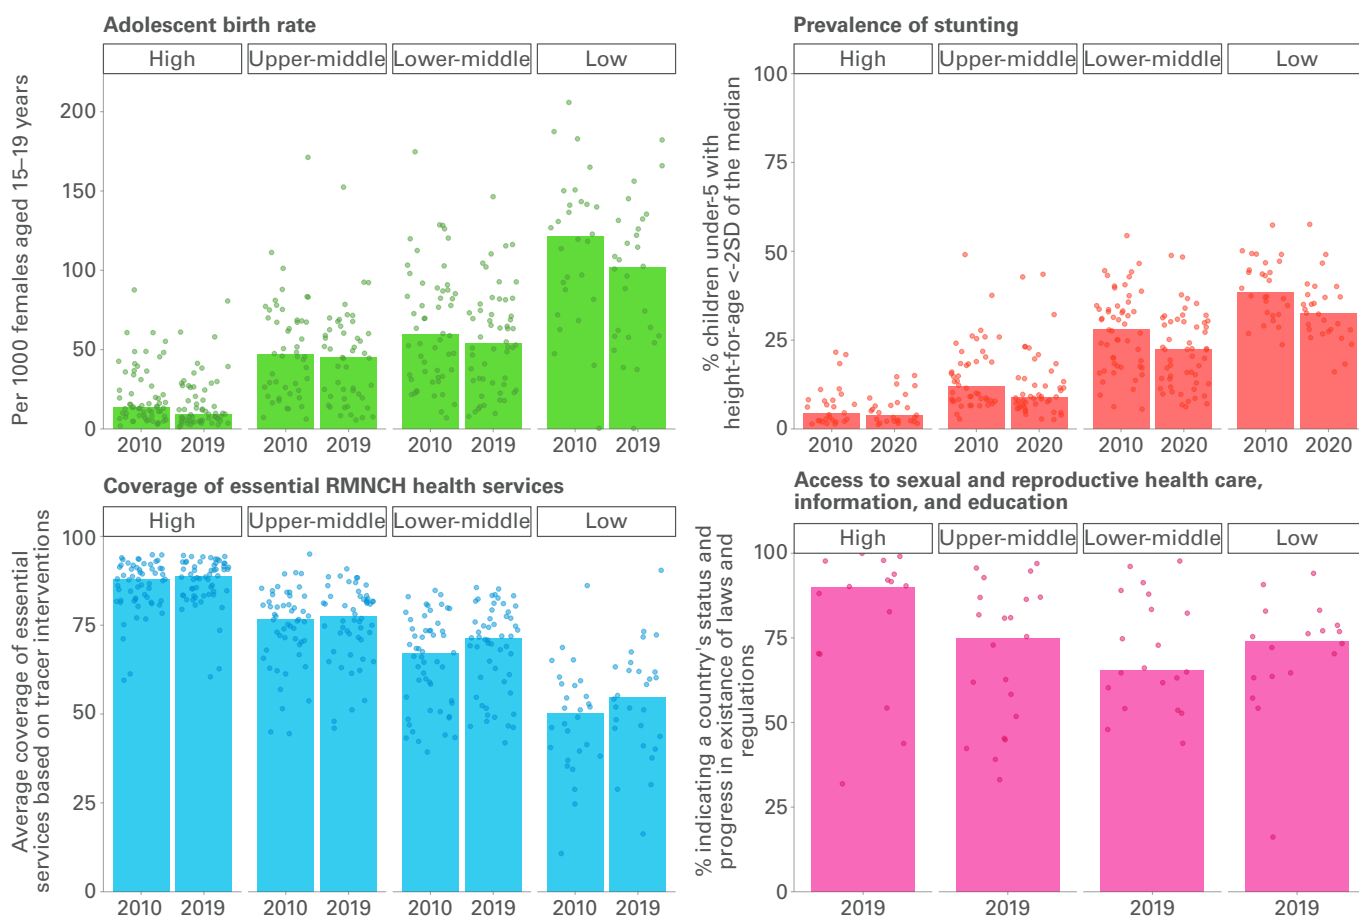 Adolescent birth rate
High Upper-middle Lower-middle Low
Per 1000 females aged 15–19 years
200
150
100
50
0
2010 2019 2010 2019 2010 2019 2010 2019
Prevalence of stunting
High Upper-middle Lower-middle Low
% children under-5 with
height-for-age <-2SD of the median
100
75
50
25
0
2010 2020 2010 2020 2010 2020 2010 2020
Coverage of essential RMNCH health services
High Upper-middle Lower-middle Low
Average coverage of essential
services based on tracer interventions
100
75
50
25
0
2010 2019 2010 2019 2010 2019 2010 2019
Access to sexual and reproductive health care,
information, and education
High Upper-middle Lower-middle Low
% indicating a country's status and
progress in existance of laws and
regulations
100
75
50
25
0
2019 2019 2019 2019